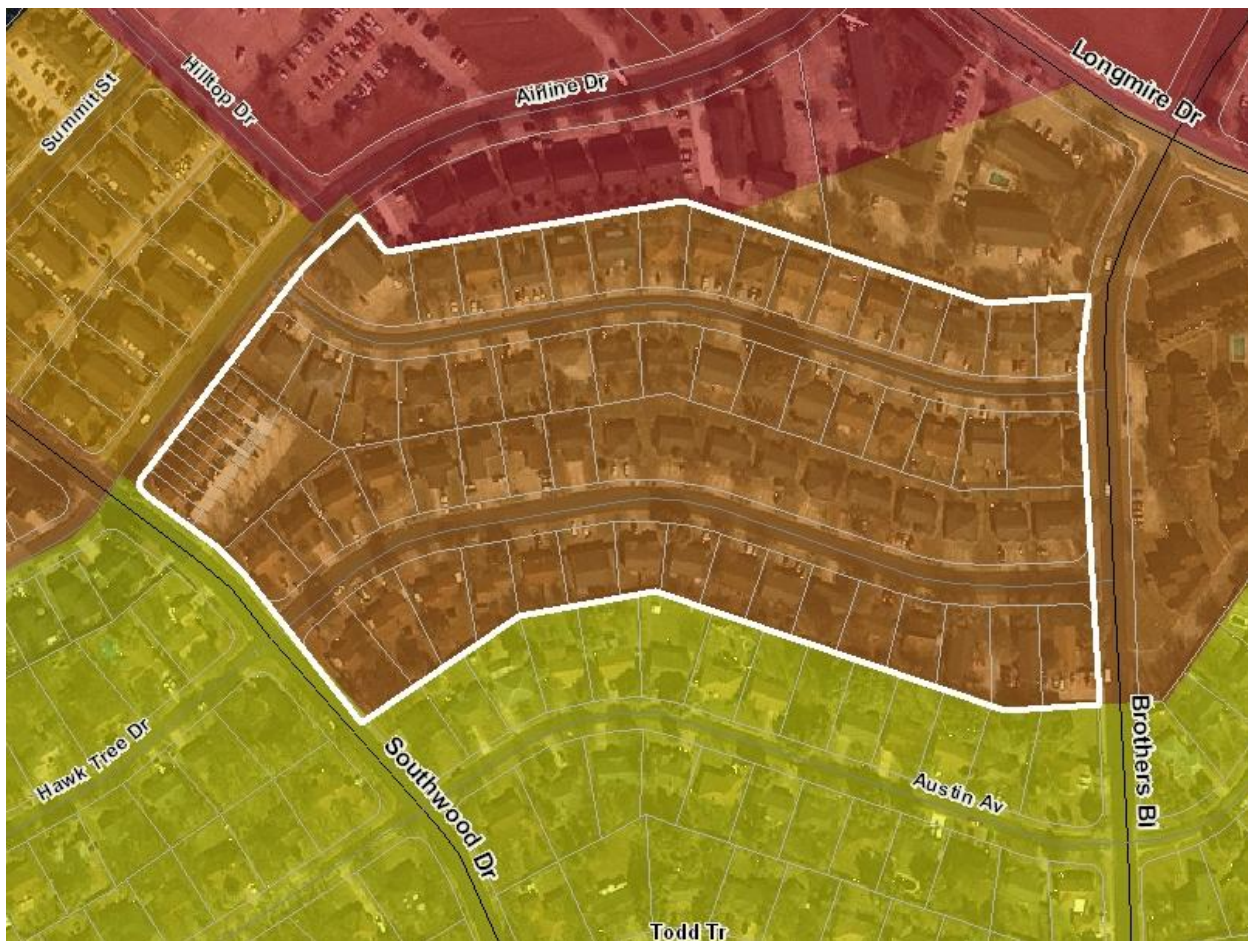 Longmire Dr
Airline Dr
Hilltop Dr
Summit St
Hawk Tree Dr
Southwood Dr
Austin Av
Brothers Bl
Todd Tr